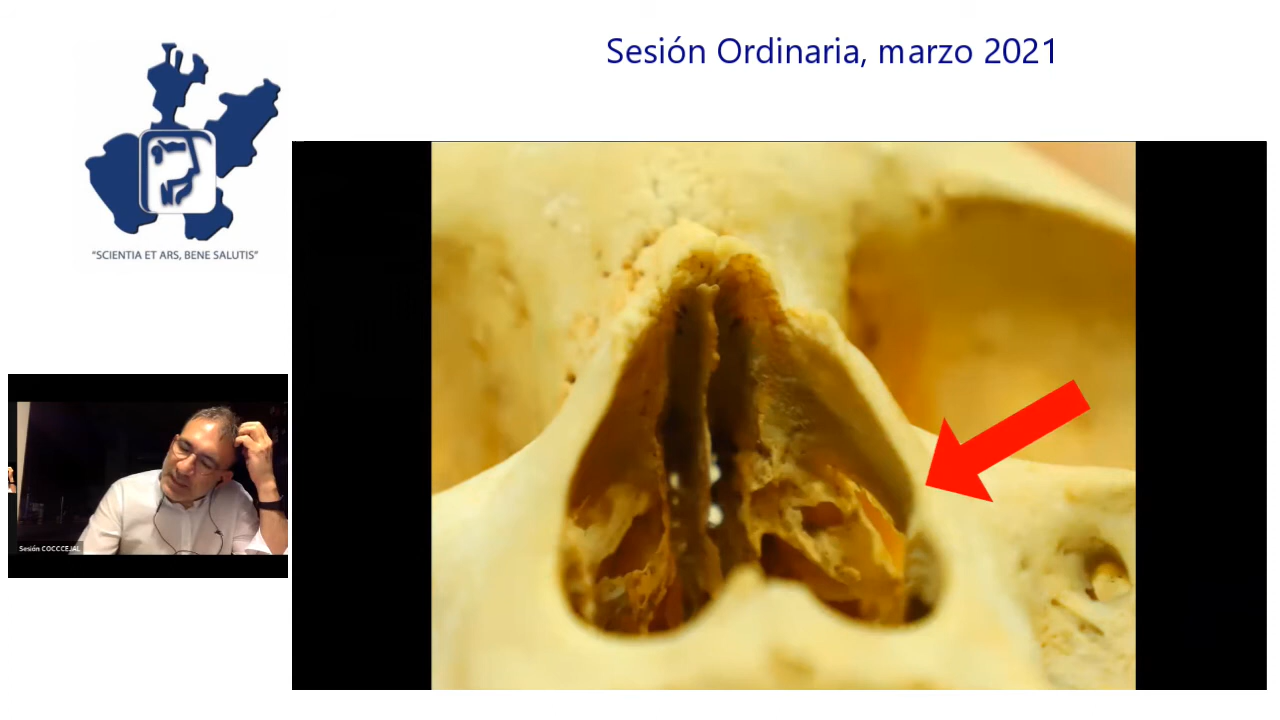 Sesión Ordinaria, marzo 2021
"SCIENTIA ET ARS, BENE SALUTIS"
Sesión COCCCEJAL